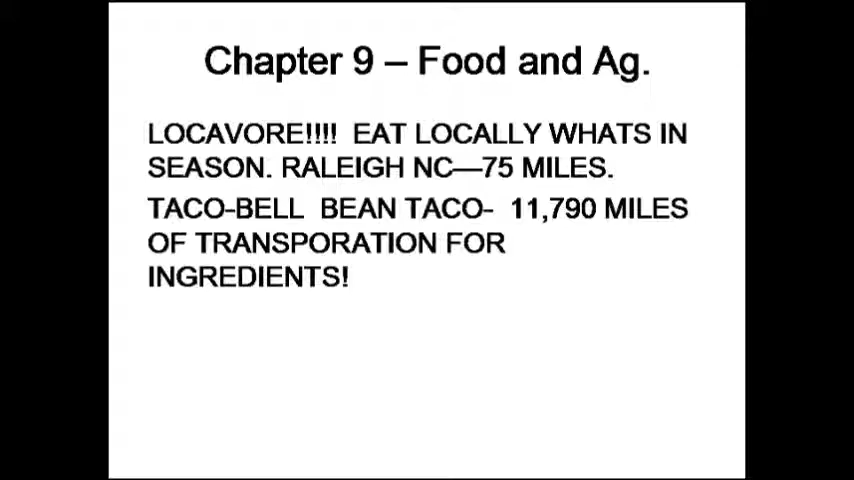 Chapter 9 – Food and Ag.
LOCAVORE!!!!  EAT LOCALLY WHATS IN
SEASON. RALEIGH NC—75 MILES.
TACO-BELL  BEAN TACO-  11,790 MILES
OF TRANSPORATION FOR
INGREDIENTS!